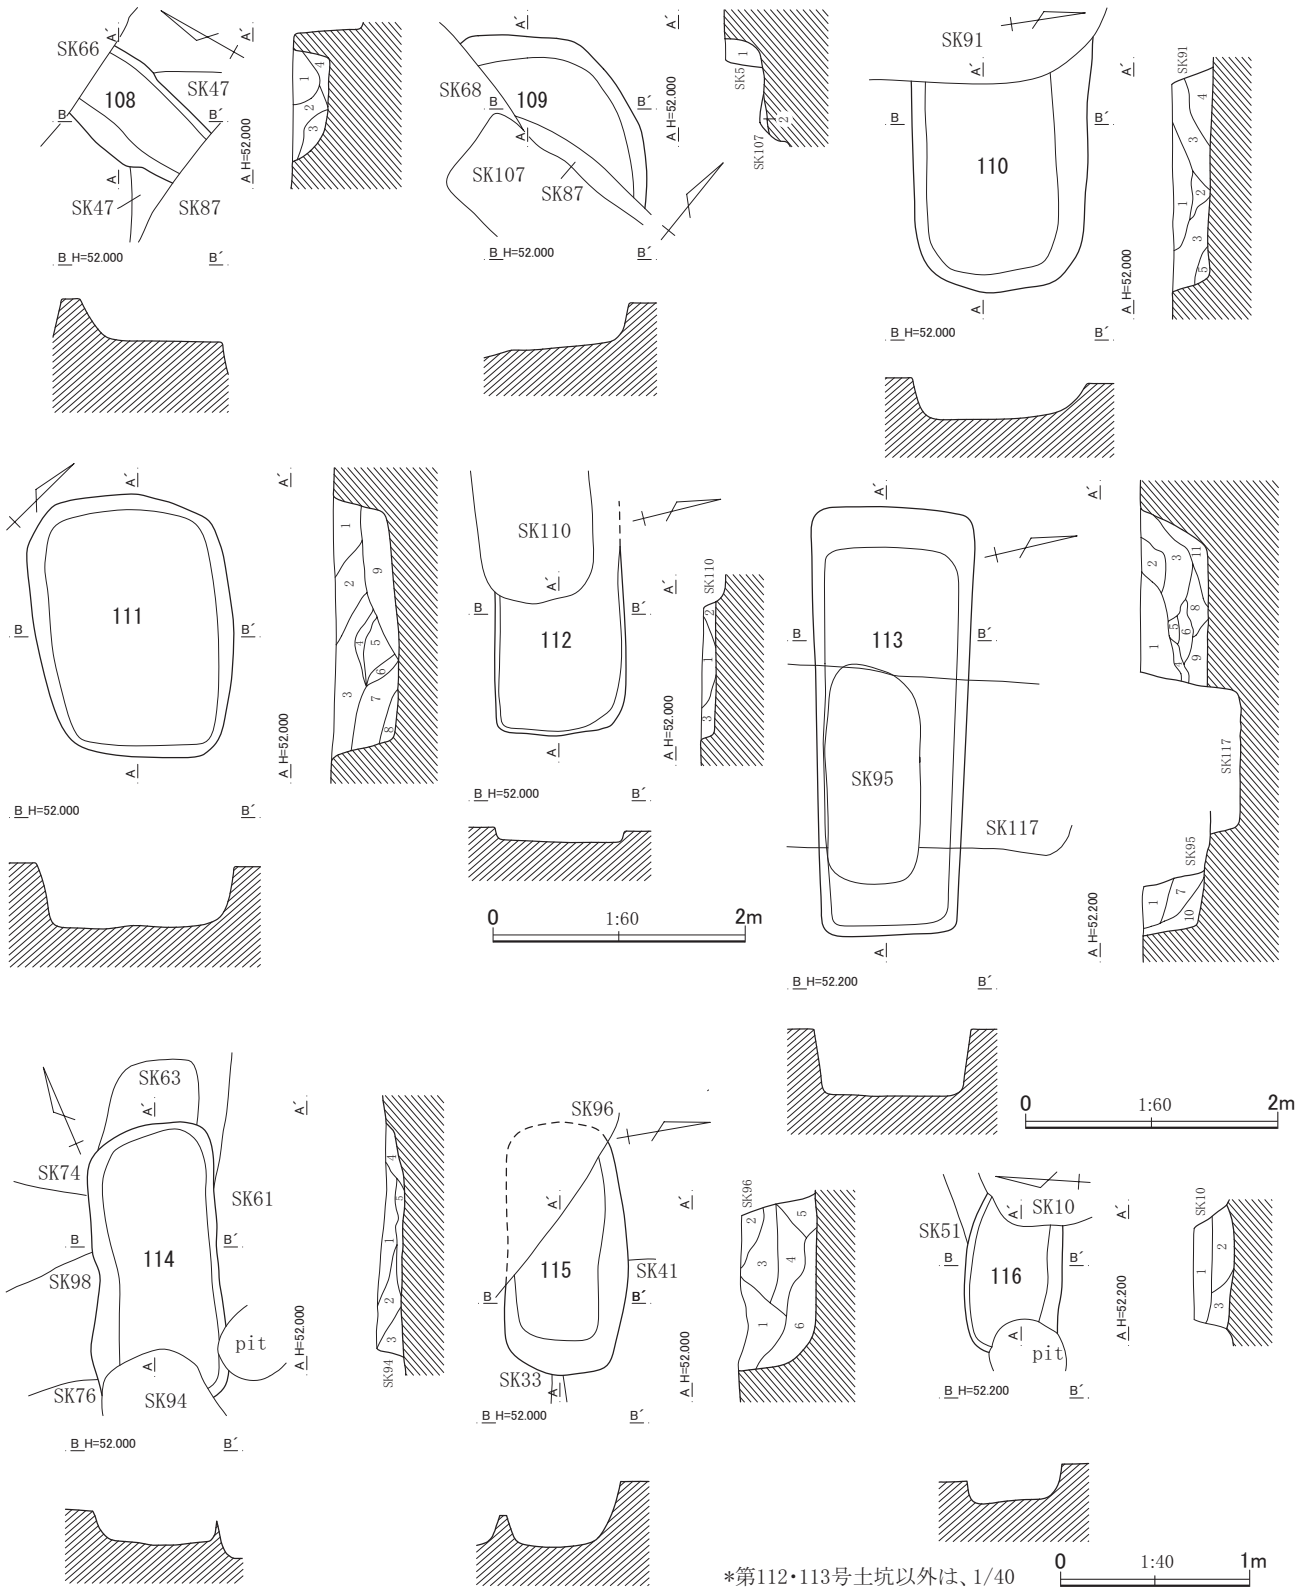 SK66
A´
A´
SK47
108
B
B´
SK47
SK87
A
A H=52.000
B H=52.000
B´
1
4
2
3
A´
A´
SK68
B
109
B´
A
SK107
SK87
A H=52.000
B H=52.000
B´
1
SK5
2
SK107
SK91
A´
A´
B
B´
110
A
A H=52.000
B H=52.000
B´
SK91
4
3
1
2
3
5
A´
A´
111
B
B´
A
A H=52.000
B H=52.000
B´
1
2
9
4
5
6
3
7
8
SK110
A´
A´
B
B´
112
A
A H=52.000
B H=52.000
B´
SK110
2
1
3
0
1:60
2m
A´
A´
B
113
B´
SK95
SK117
A
A H=52.200
B H=52.200
B´
2
3
11
8
5
6
1
4
9
SK117
SK95
1
7
10
0
1:60
2m
SK63
A´
A´
SK74
SK61
B
B´
114
SK98
pit
A
SK76
SK94
A H=52.000
B H=52.000
B´
4
5
1
2
3
SK94
SK96
A´
A´
115
SK41
B
B´
SK33
A
A H=52.000
B H=52.000
B´
SK96
2
5
3
4
1
6
SK51
A´
SK10
A´
B
B´
116
A
pit
A H=52.200
B H=52.200
B´
SK10
2
1
3
*第112・113号土坑以外は、1/40
0
1:40
1m